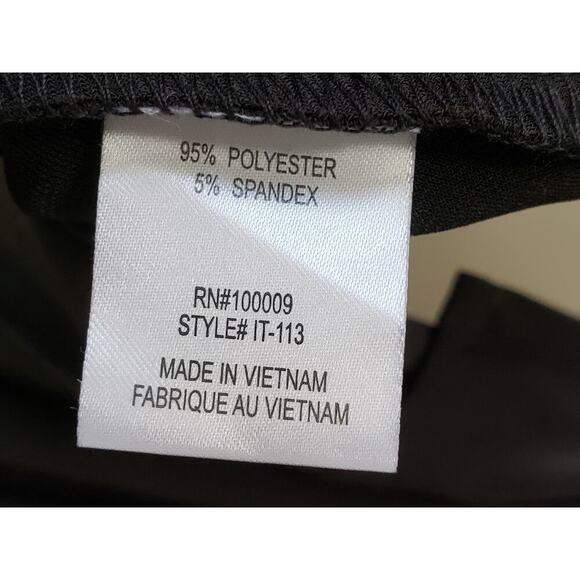 95% POLYESTER
5% SPANDEX
RN#100009
STYLE# IT-113
MADE IN VIETNAM
FABRIQUE AU VIETNAM